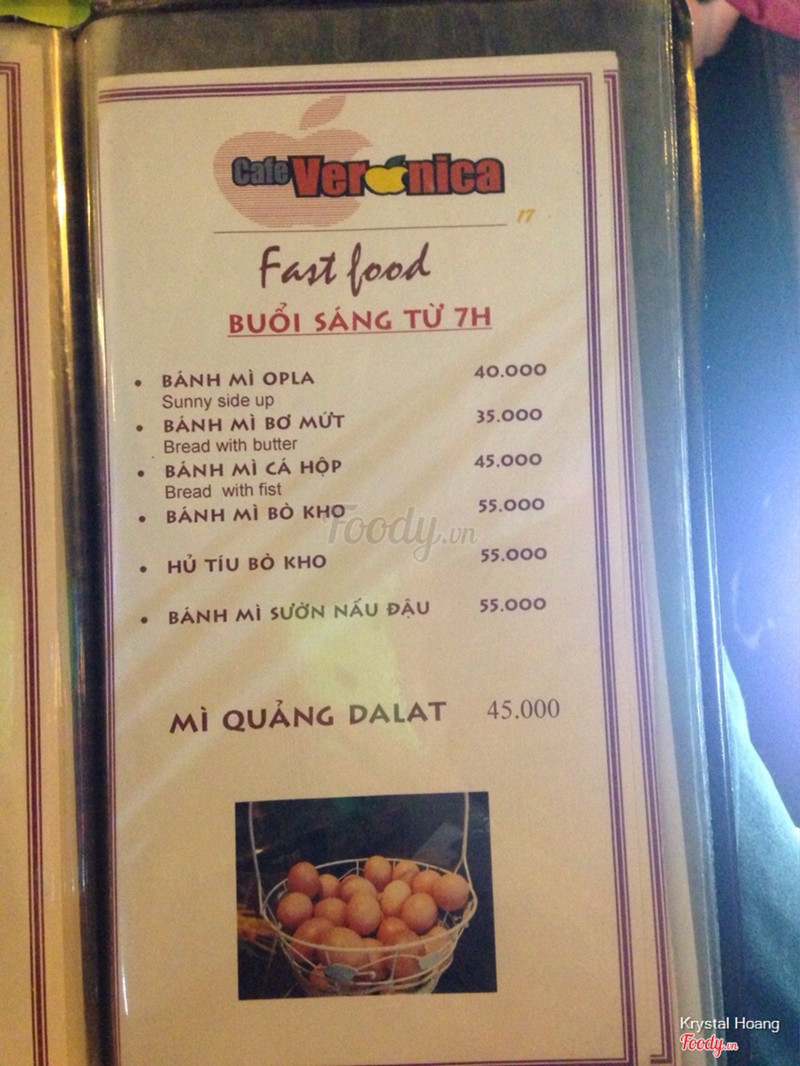 Cafe Veronica
17
Fast food
BUỔI SÁNG TỪ 7H
• BÁNH MÌ OPLA 40.000
Sunny side up
• BÁNH MÌ BƠ MỨT 35.000
Bread with butter
• BÁNH MÌ CÁ HỘP 45.000
Bread with fist
• BÁNH MÌ BÒ KHO 55.000
Foody.vn
• HỦ TÍU BÒ KHO 55.000
• BÁNH MÌ SƯỜN NẤU ĐẬU 55.000
MÌ QUẢNG DALAT 45.000
Krystal Hoang
Foody.vn